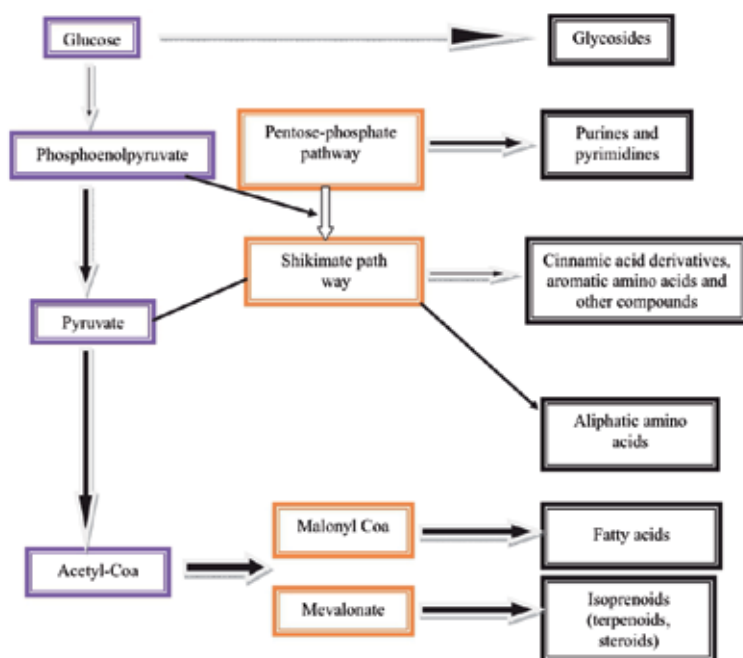 Glucose
Glycosides
Phosphoenolpyruvate
Pentose-phosphate
pathway
Purines and
pyrimidines
Shikimate path
way
Cinnamic acid derivatives,
aromatic amino acids and
other compounds
Pyruvate
Aliphatic amino
acids
Acetyl-Coa
Malonyl Coa
Fatty acids
Mevalonate
Isoprenoids
(terpenoids,
steroids)